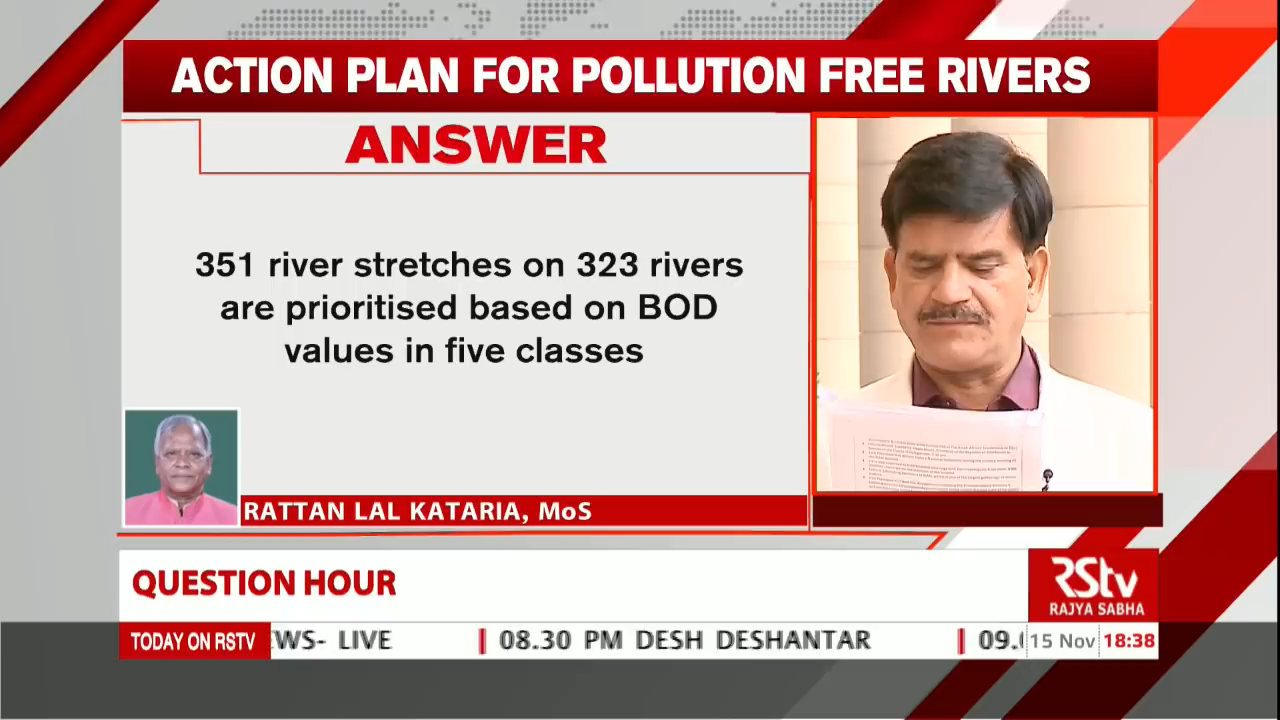 ACTION PLAN FOR POLLUTION FREE RIVERS
ANSWER
351 river stretches on 323 rivers
are prioritised based on BOD
values in five classes
RATTAN LAL KATARIA, MoS
QUESTION HOUR
RSTV
RAJYA SABHA
TODAY ON RSTV
EWS- LIVE
08.30 PM DESH DESHANTAR
09.
15 Nov
18:38